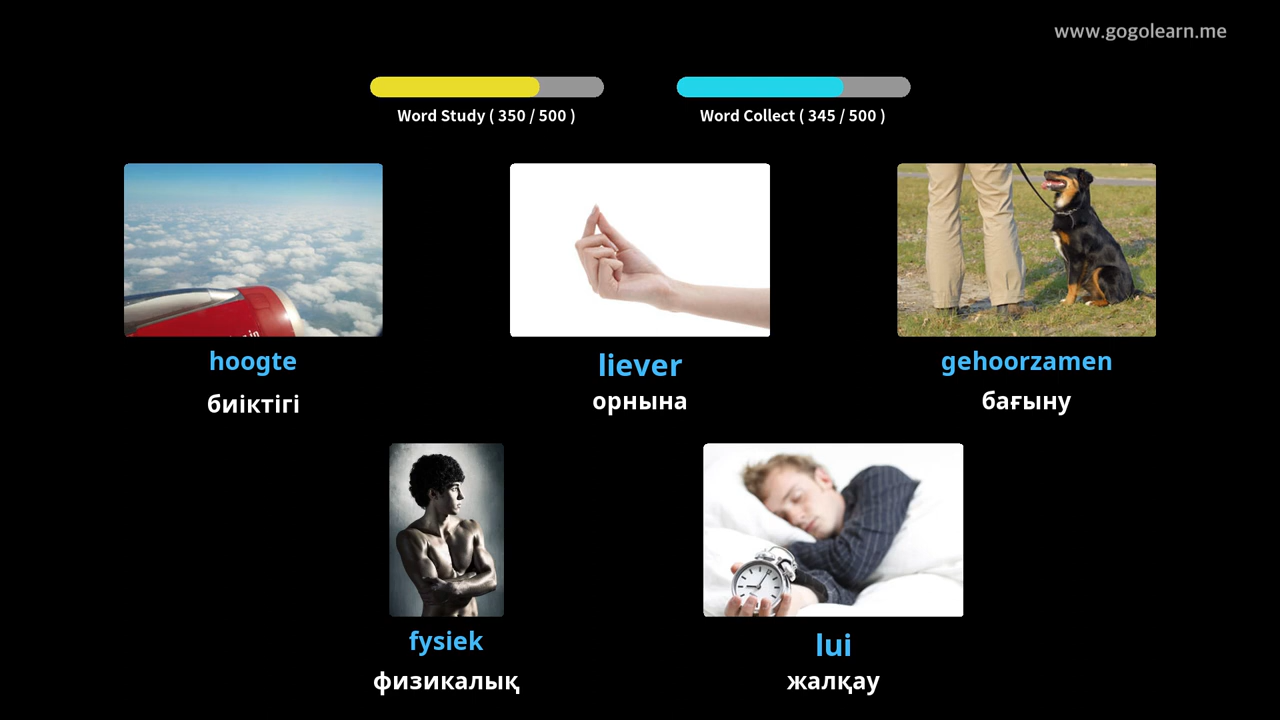 www.gogolearn.me
Word Study ( 350 / 500 )
Word Collect ( 345 / 500 )
hoogte
биіктігі
liever
орнына
gehoorzamen
бағыну
fysiek
физикалық
lui
жалқау